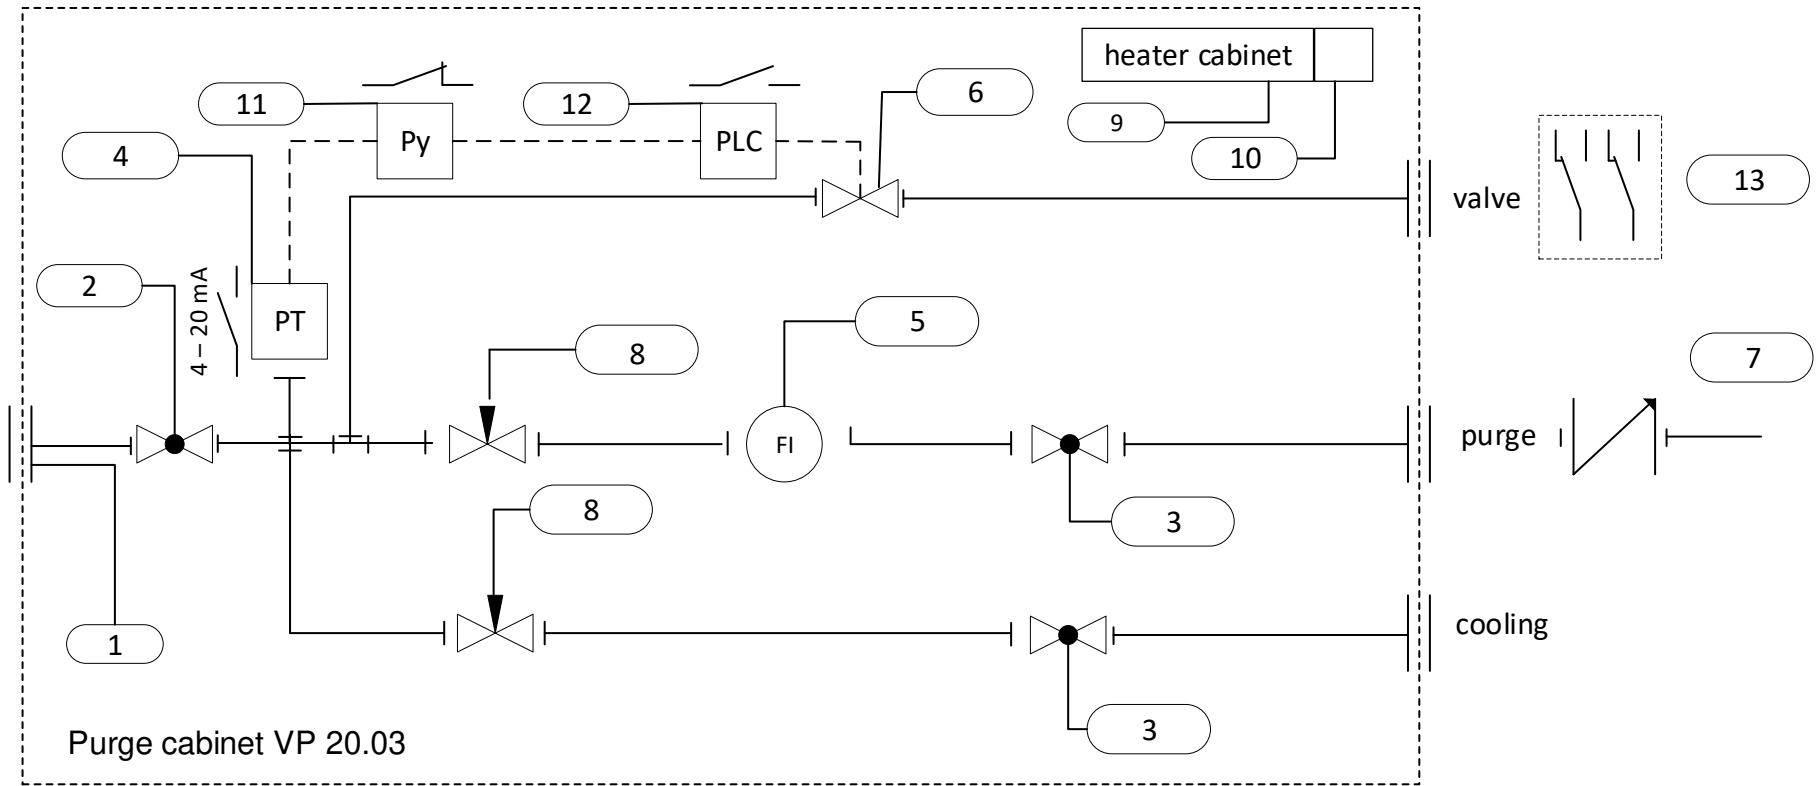 heater cabinet
11
12
6
9
4
Py
PLC
10
valve
13
2
4 – 20 mA
PT
8
5
7
FI
purge
8
3
1
cooling
3
Purge cabinet VP 20.03